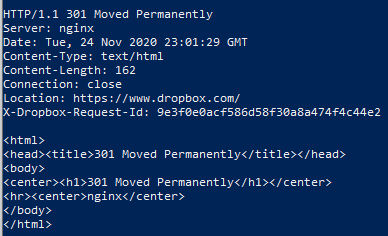 HTTP/1.1 301 Moved Permanently
Server: nginx
Date: Tue, 24 Nov 2020 23:01:29 GMT
Content-Type: text/html
Content-Length: 162
Connection: close
Location: https://www.dropbox.com/
X-Dropbox-Request-Id: 9e3f0e0acf586d58f30a8a474f4c44e2

<html>
<head><title>301 Moved Permanently</title></head>
<body>
<center><h1>301 Moved Permanently</h1></center>
<hr><center>nginx</center>
</body>
</html>